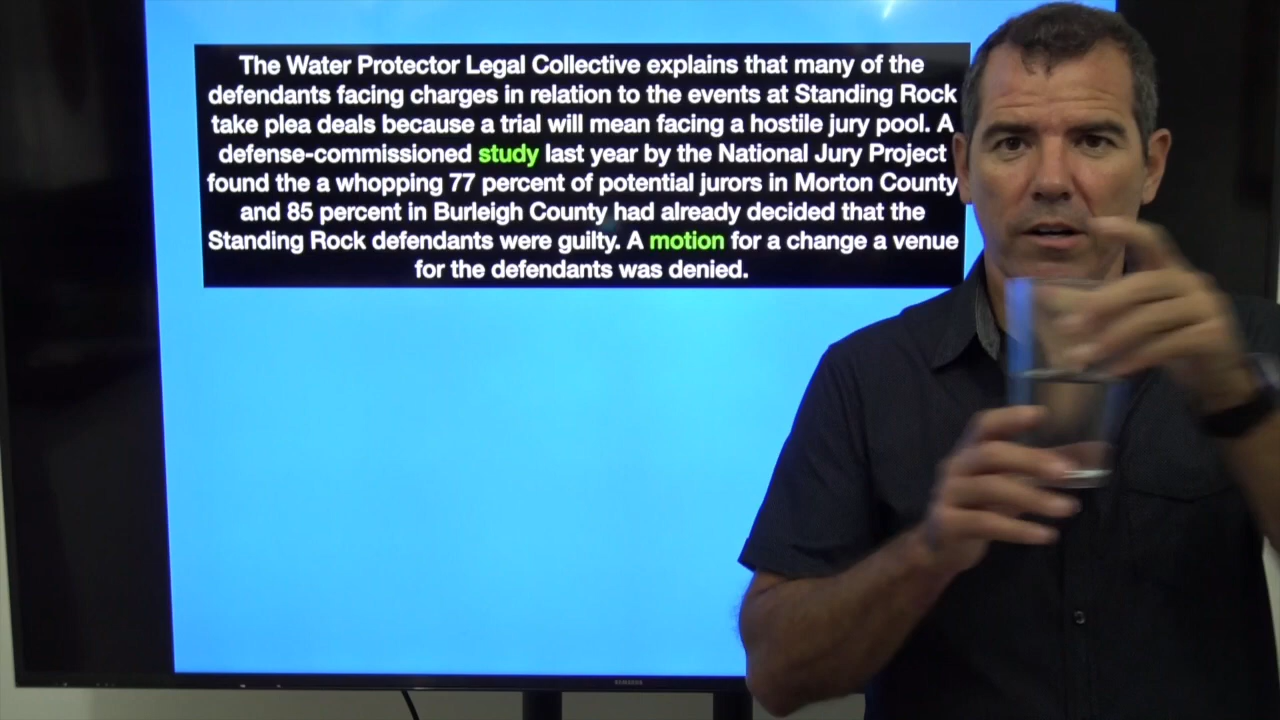 The Water Protector Legal Collective explains that many of the
defendants facing charges in relation to the events at Standing Rock
take plea deals because a trial will mean facing a hostile jury pool. A
defense-commissioned study last year by the National Jury Project
found the a whopping 77 percent of potential jurors in Morton County
and 85 percent in Burleigh County had already decided that the
Standing Rock defendants were guilty. A motion for a change a venue
for the defendants was denied.
SAMSUNG